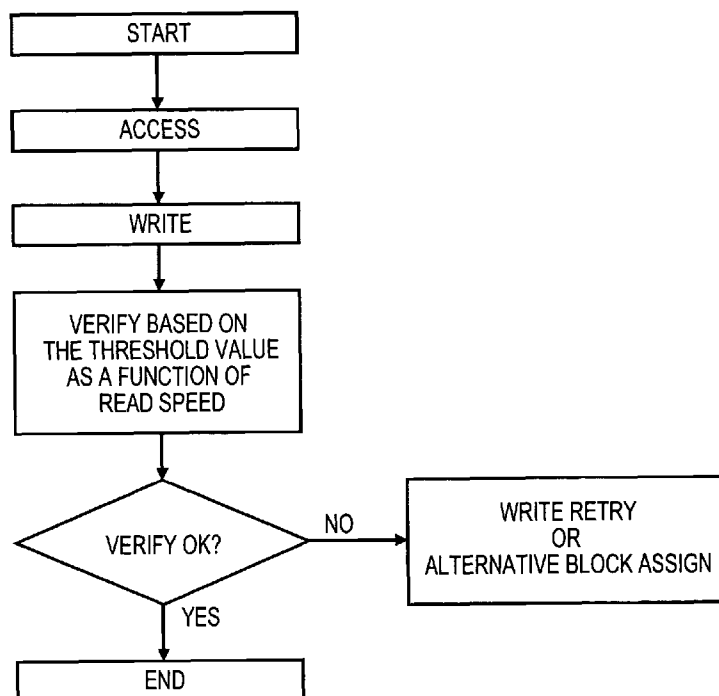 START
ACCESS
WRITE
VERIFY BASED ON
THE THRESHOLD VALUE
AS A FUNCTION OF
READ SPEED
VERIFY OK?
NO
WRITE RETRY
OR
ALTERNATIVE BLOCK ASSIGN
YES
END